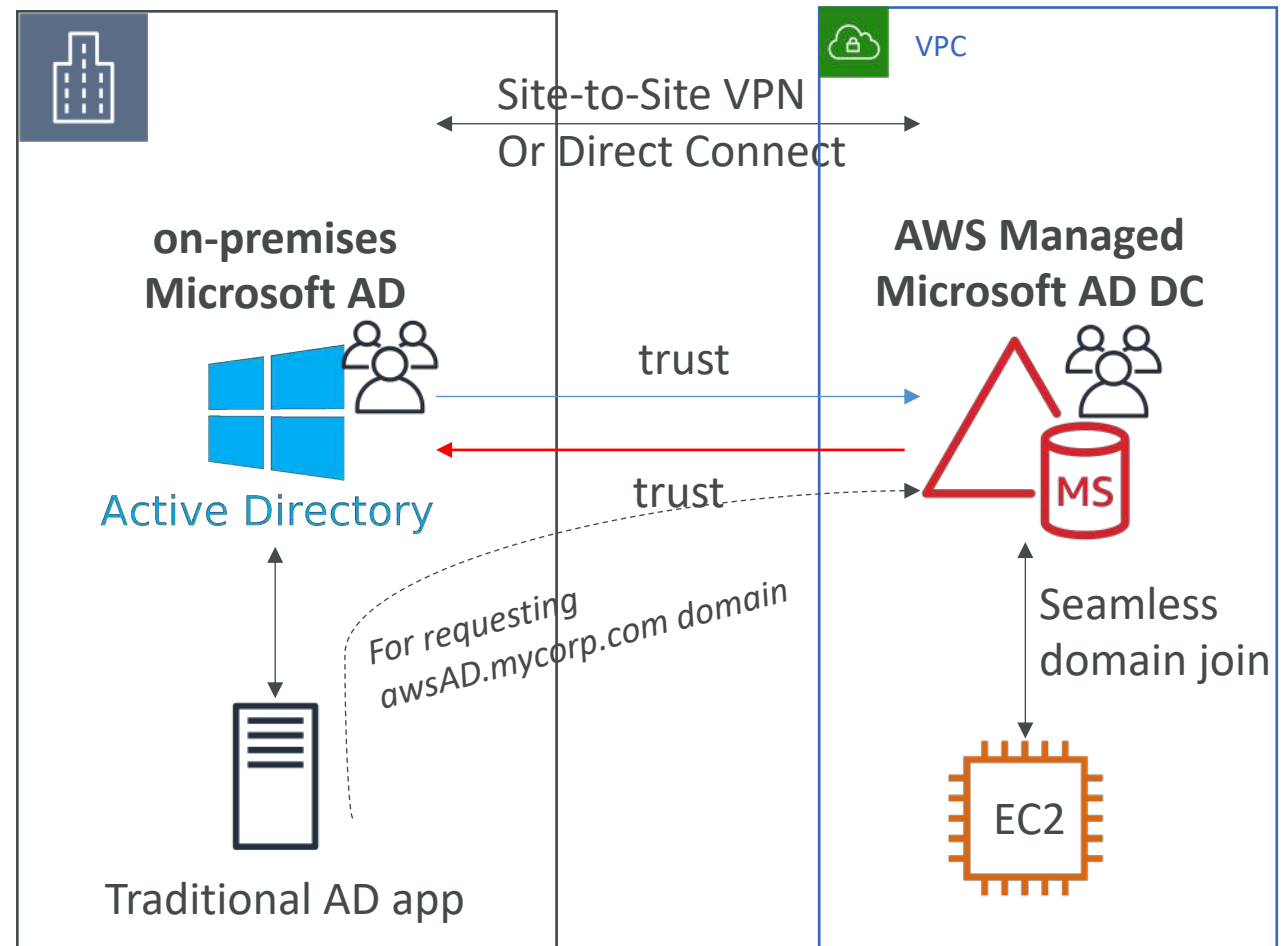 VPC
Site-to-Site VPN
Or Direct Connect
on-premises
Microsoft AD
AWS Managed
Microsoft AD DC
trust
trust
Active Directory
MS
For requesting
awsAD.mycorp.com domain
Seamless
domain join
EC2
Traditional AD app